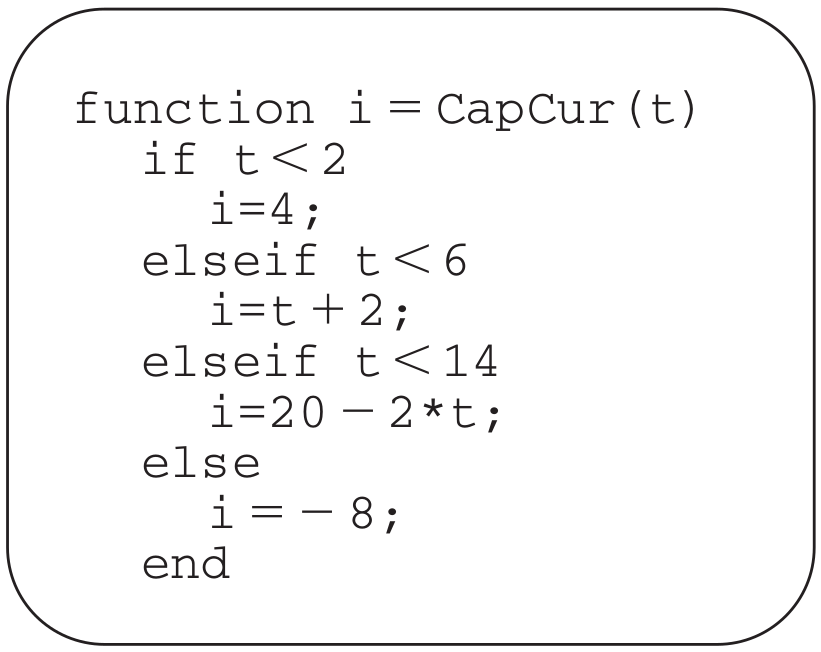 function i = CapCur(t)
if t < 2
i=4;
elseif t < 6
i=t + 2;
elseif t < 14
i=20 - 2*t;
else
i = - 8;
end